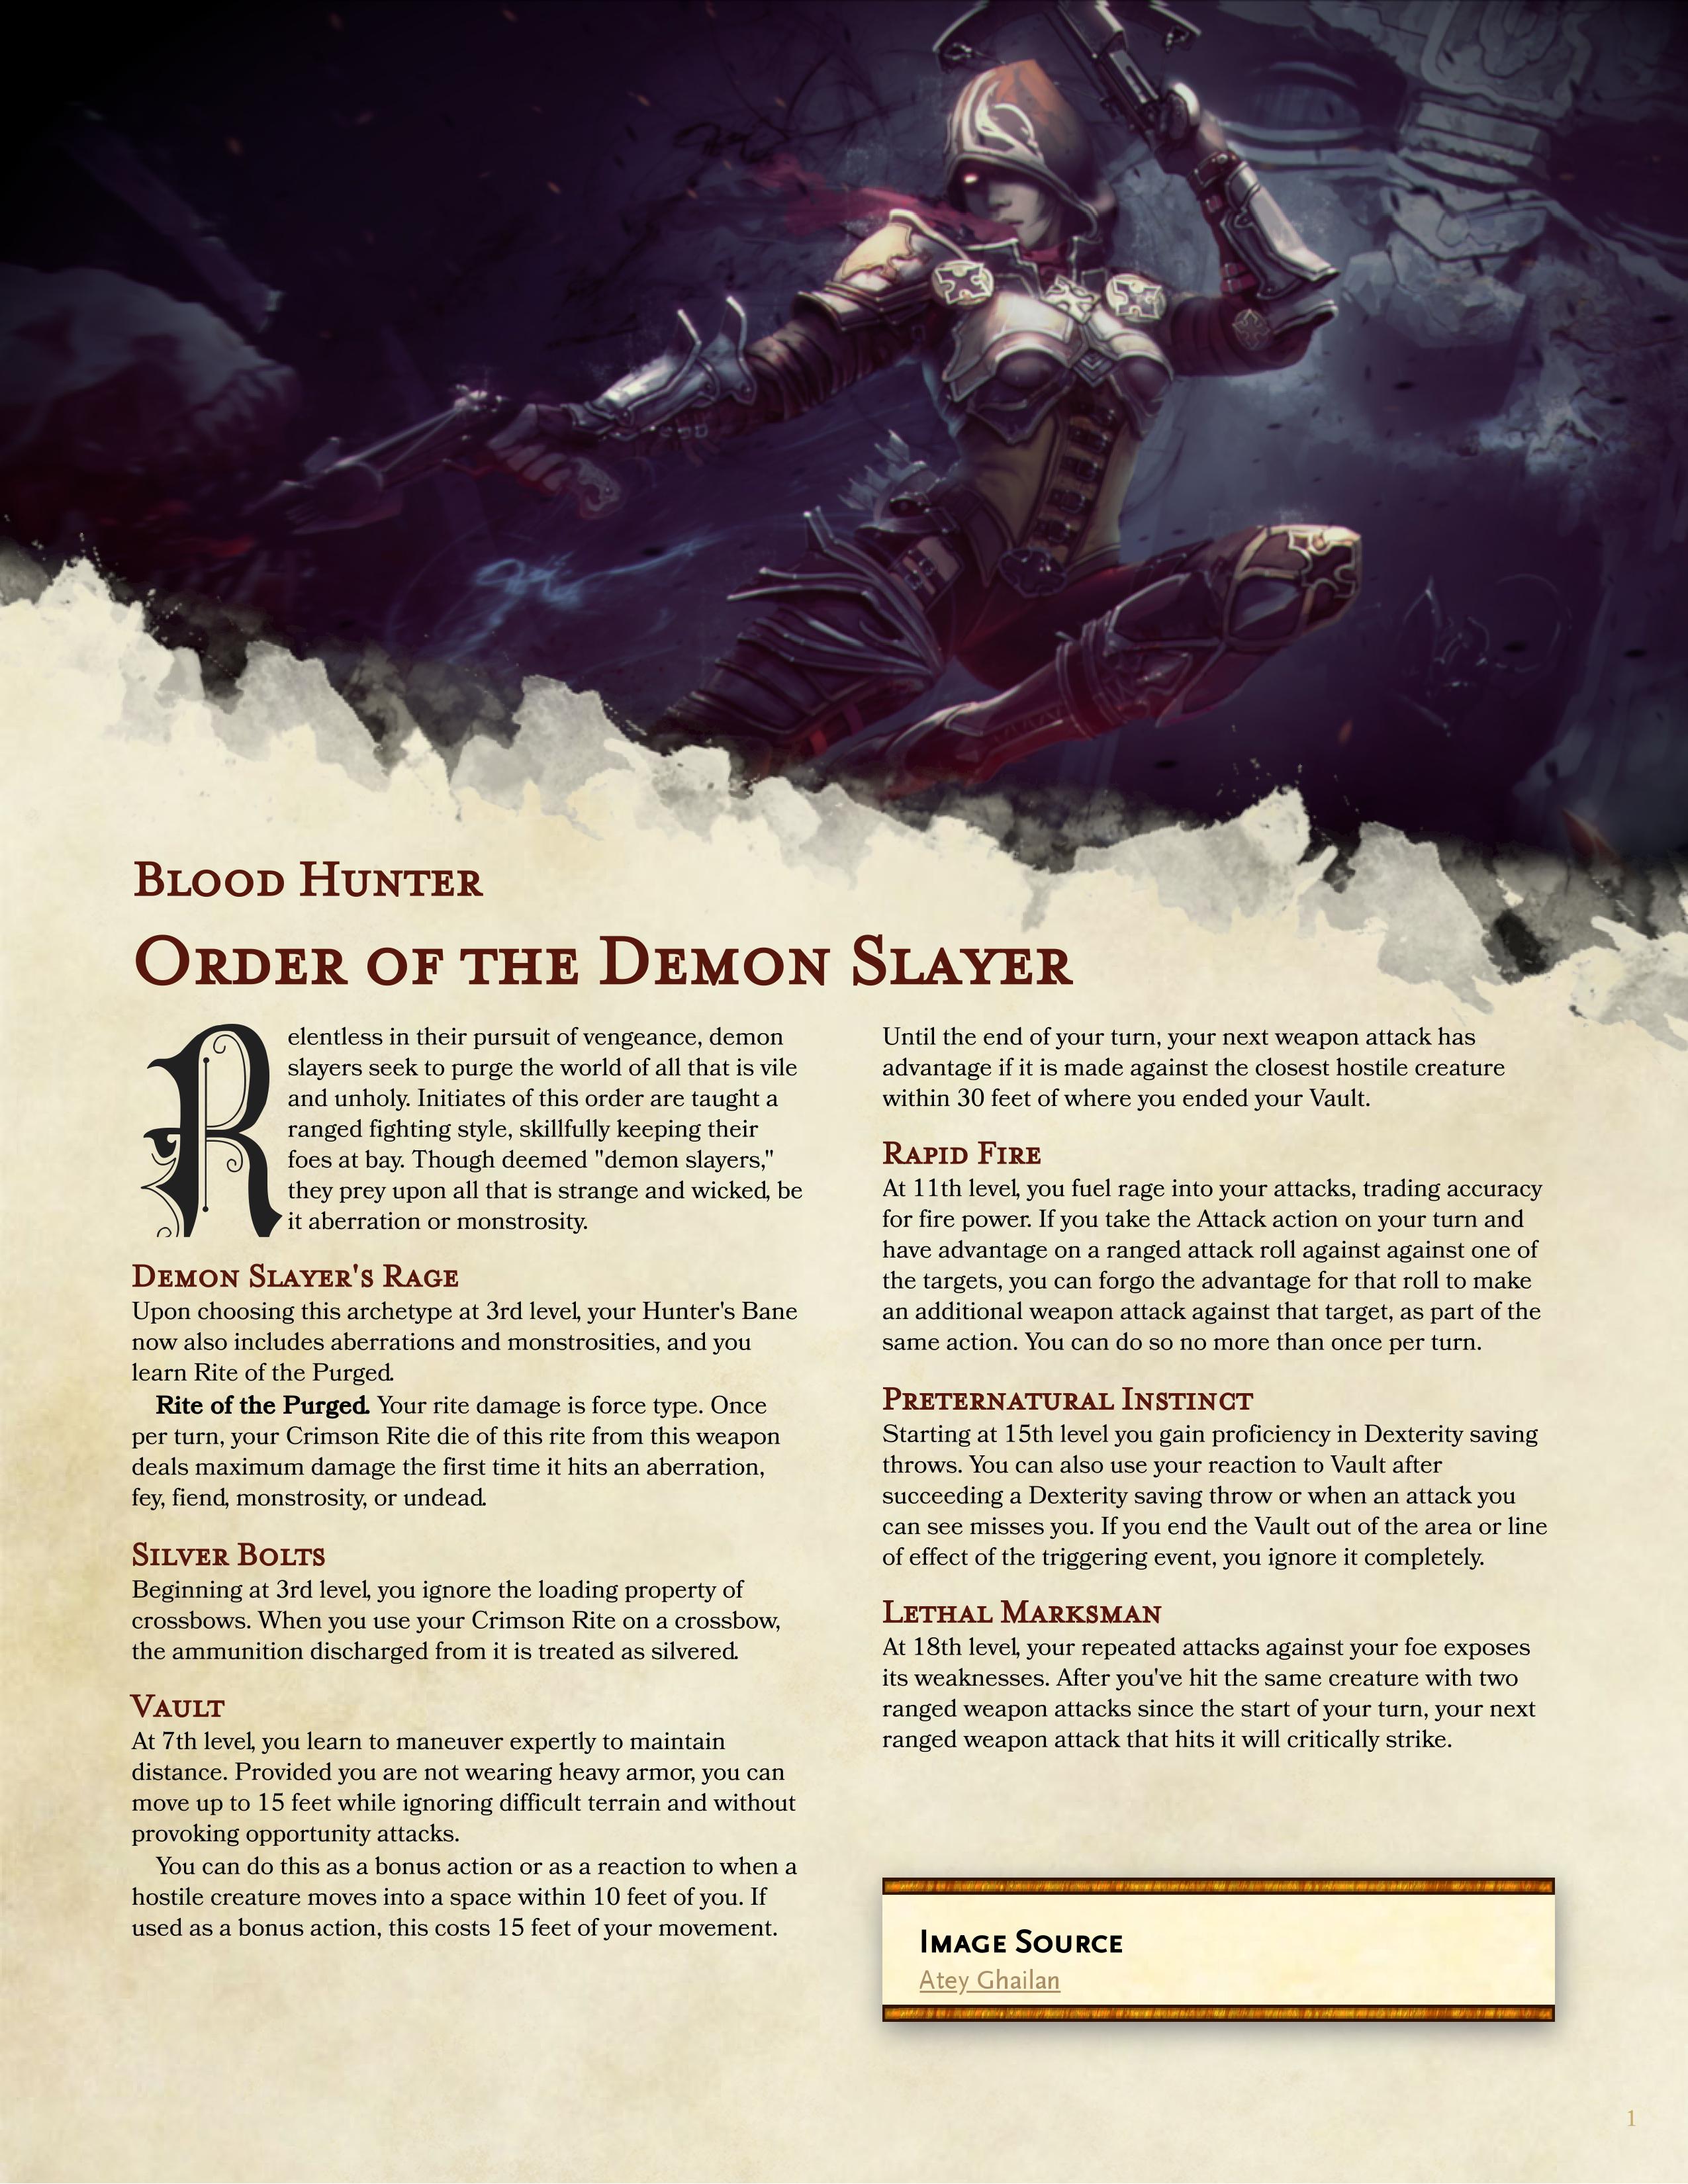 Blood Hunter
Order of the Demon Slayer
Relentless in their pursuit of vengeance, demon
slayers seek to purge the world of all that is vile
and unholy. Initiates of this order are taught a
ranged fighting style, skillfully keeping their
foes at bay. Though deemed "demon slayers,"
they prey upon all that is strange and wicked, be
it aberration or monstrosity.
Demon Slayer's Rage
Upon choosing this archetype at 3rd level, your Hunter's Bane
now also includes aberrations and monstrosities, and you
learn Rite of the Purged.
Rite of the Purged. Your rite damage is force type. Once
per turn, your Crimson Rite die of this rite from this weapon
deals maximum damage the first time it hits an aberration,
fey, fiend, monstrosity, or undead.
Silver Bolts
Beginning at 3rd level, you ignore the loading property of
crossbows. When you use your Crimson Rite on a crossbow,
the ammunition discharged from it is treated as silvered.
Vault
At 7th level, you learn to maneuver expertly to maintain
distance. Provided you are not wearing heavy armor, you can
move up to 15 feet while ignoring difficult terrain and without
provoking opportunity attacks.
You can do this as a bonus action or as a reaction to when a
hostile creature moves into a space within 10 feet of you. If
used as a bonus action, this costs 15 feet of your movement.
Until the end of your turn, your next weapon attack has
advantage if it is made against the closest hostile creature
within 30 feet of where you ended your Vault.
Rapid Fire
At 11th level, you fuel rage into your attacks, trading accuracy
for fire power. If you take the Attack action on your turn and
have advantage on a ranged attack roll against against one of
the targets, you can forgo the advantage for that roll to make
an additional weapon attack against that target, as part of the
same action. You can do so no more than once per turn.
Preternatural Instinct
Starting at 15th level you gain proficiency in Dexterity saving
throws. You can also use your reaction to Vault after
succeeding a Dexterity saving throw or when an attack you
can see misses you. If you end the Vault out of the area or line
of effect of the triggering event, you ignore it completely.
Lethal Marksman
At 18th level, your repeated attacks against your foe exposes
its weaknesses. After you've hit the same creature with two
ranged weapon attacks since the start of your turn, your next
ranged weapon attack that hits it will critically strike.
Image Source
Atey Ghailan
1